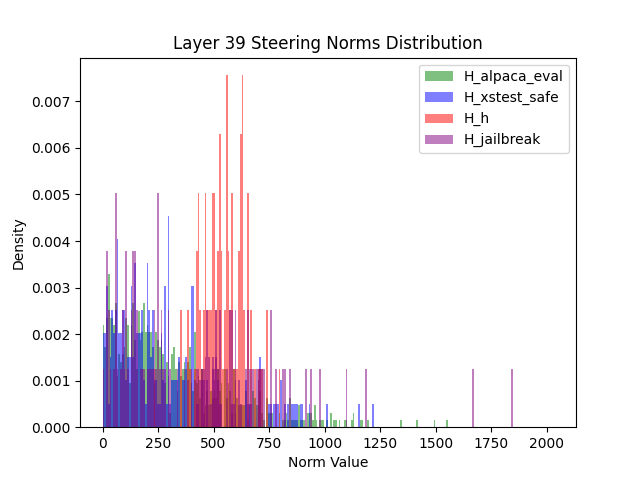 Layer 39 Steering Norms Distribution
H_alpaca_eval
H_xstest_safe
H_h
H_jailbreak
0.007
0.006
0.005
0.004
0.003
0.002
0.001
0.000
Density
0 250 500 750 1000 1250 1500 1750 2000
Norm Value